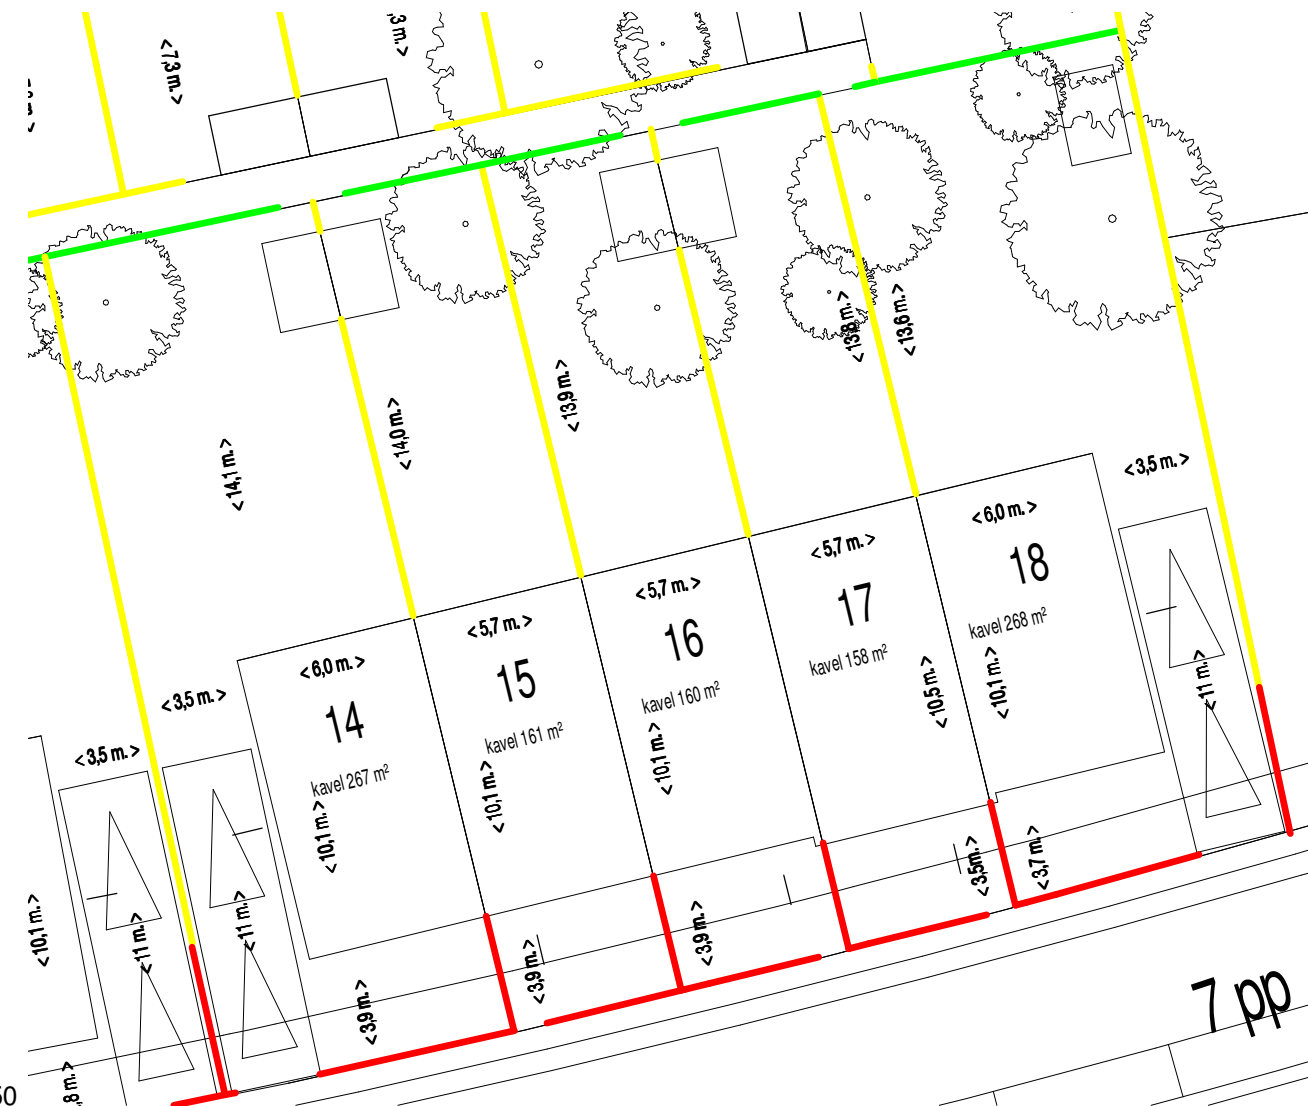 <7,3 m.>
3 m.>
<13,8 m.>
<13,6 m.>
<13,9 m.>
<14,0 m.>
<14,1 m.>
<3,5 m.>
<6,0 m.>
18
kavel 268 m²
<10,1 m.>
<11 m.>
<5,7 m.>
17
kavel 158 m²
<10,5 m.>
<5,7 m.>
16
kavel 160 m²
<10,1 m.>
<5,7 m.>
15
kavel 161 m²
<10,1 m.>
<6,0 m.>
14
kavel 267 m²
<10,1 m.>
<3,5 m.>
<3,5 m.>
<11 m.>
<11 m.>
<10,1 m.>
<3,7 m.>
<3,5m.>
<3,9 m.>
<3,9 m.>
<3,9 m.>
7 pp
8 m.>
50